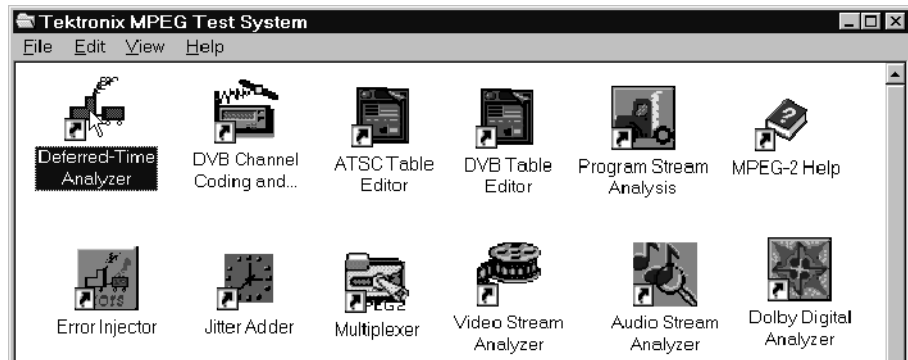 Tektronix MPEG Test System
File Edit View Help
Deferred-Time
Analyzer
DVB Channel
Coding and...
ATSC Table
Editor
DVB Table
Editor
Program Stream
Analysis
MPEG-2 Help
Error Injector
Jitter Adder
Multiplexer
Video Stream
Analyzer
Audio Stream
Analyzer
Dolby Digital
Analyzer